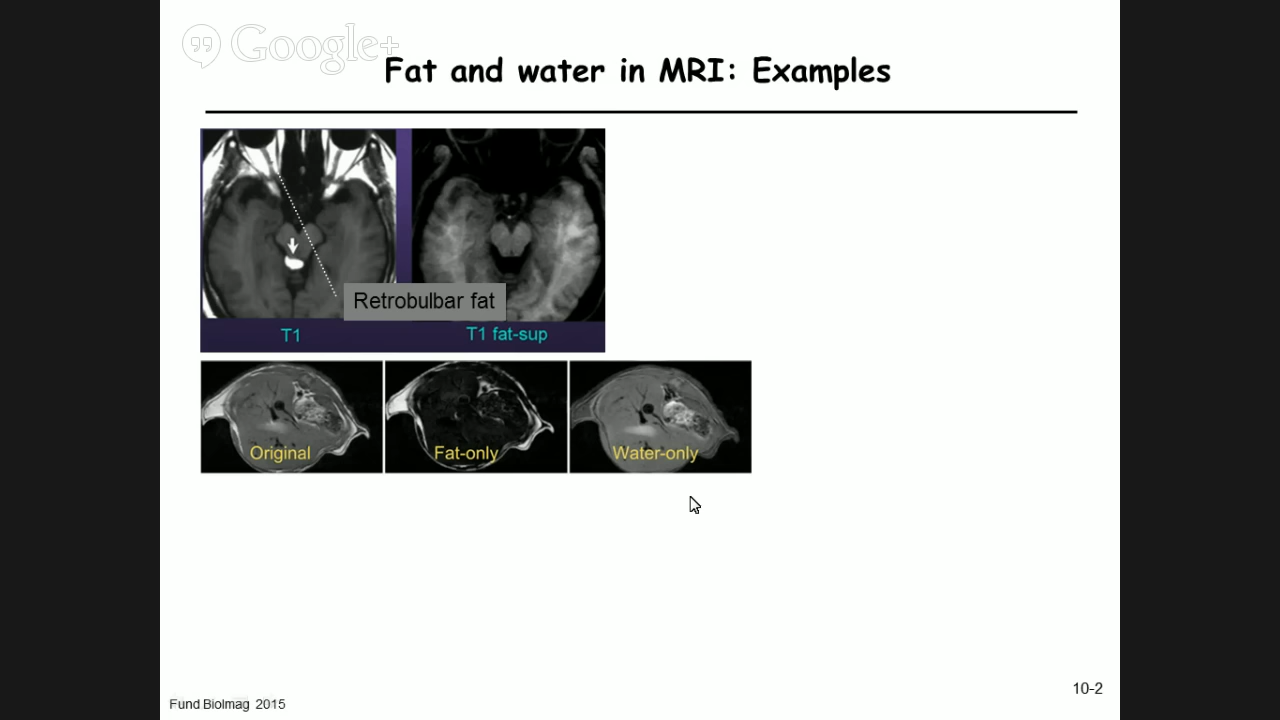 Google+
Fat and water in MRI: Examples
Retrobulbar fat
T1
T1 fat-sup
Original
Fat-only
Water-only
10-2
Fund BioImag 2015